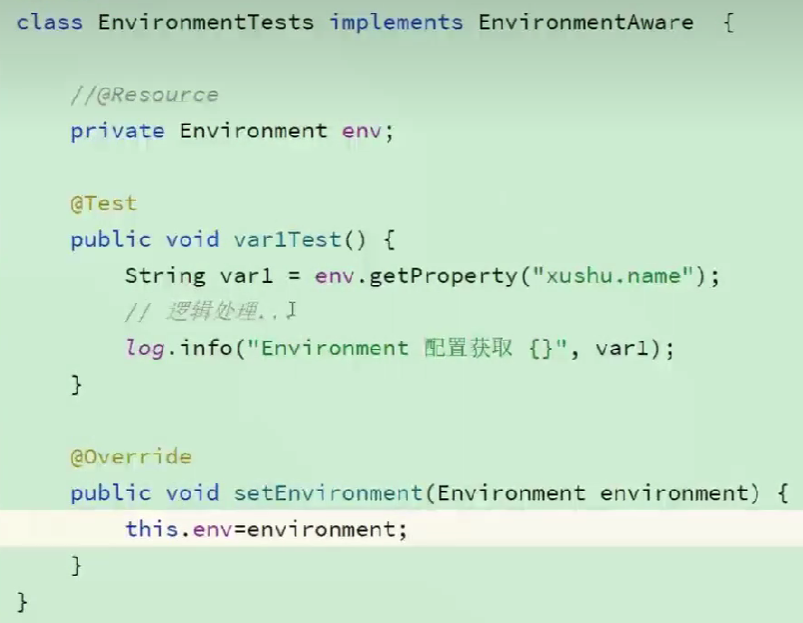 class EnvironmentTests implements EnvironmentAware {
//@Resource
private Environment env;
@Test
public void var1Test() {
String var1 = env.getProperty("xushu.name");
// 逻辑处理...
log.info("Environment 配置获取 {}", var1);
}
@Override
public void setEnvironment(Environment environment) {
this.env=environment;
}
}